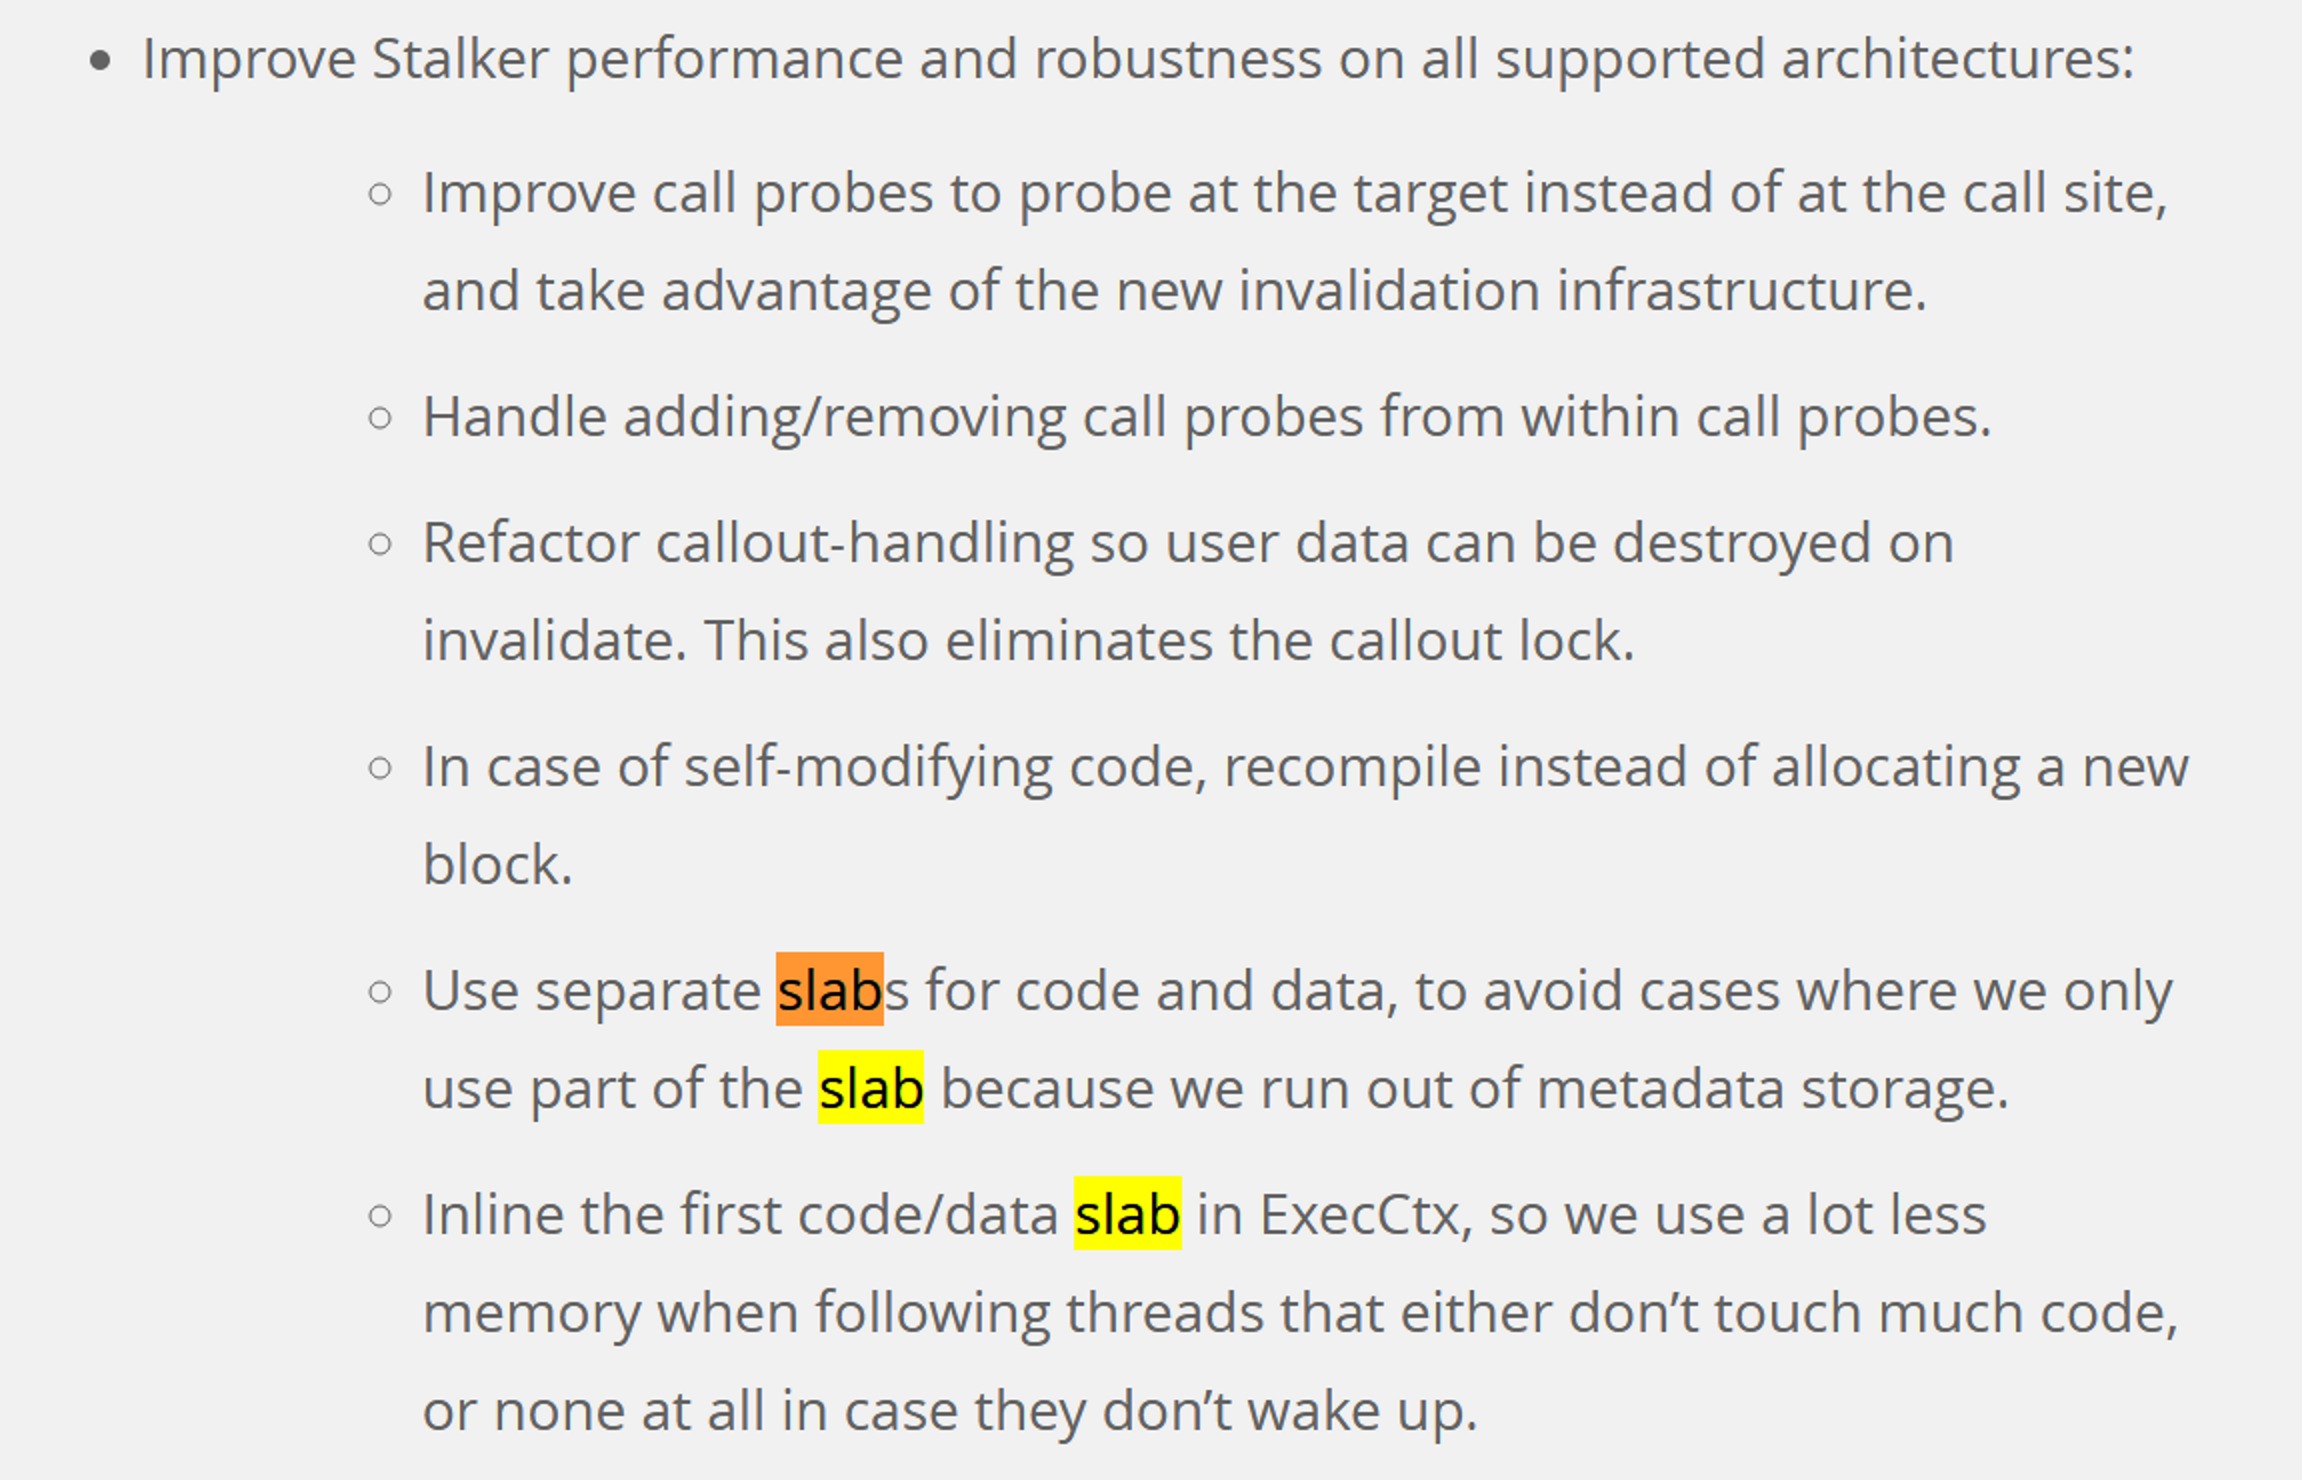 Improve Stalker performance and robustness on all supported architectures:
Improve call probes to probe at the target instead of at the call site,
and take advantage of the new invalidation infrastructure.
Handle adding/removing call probes from within call probes.
Refactor callout-handling so user data can be destroyed on
invalidate. This also eliminates the callout lock.
In case of self-modifying code, recompile instead of allocating a new
block.
Use separate slabs for code and data, to avoid cases where we only
use part of the slab because we run out of metadata storage.
Inline the first code/data slab in ExecCtx, so we use a lot less
memory when following threads that either don’t touch much code,
or none at all in case they don’t wake up.